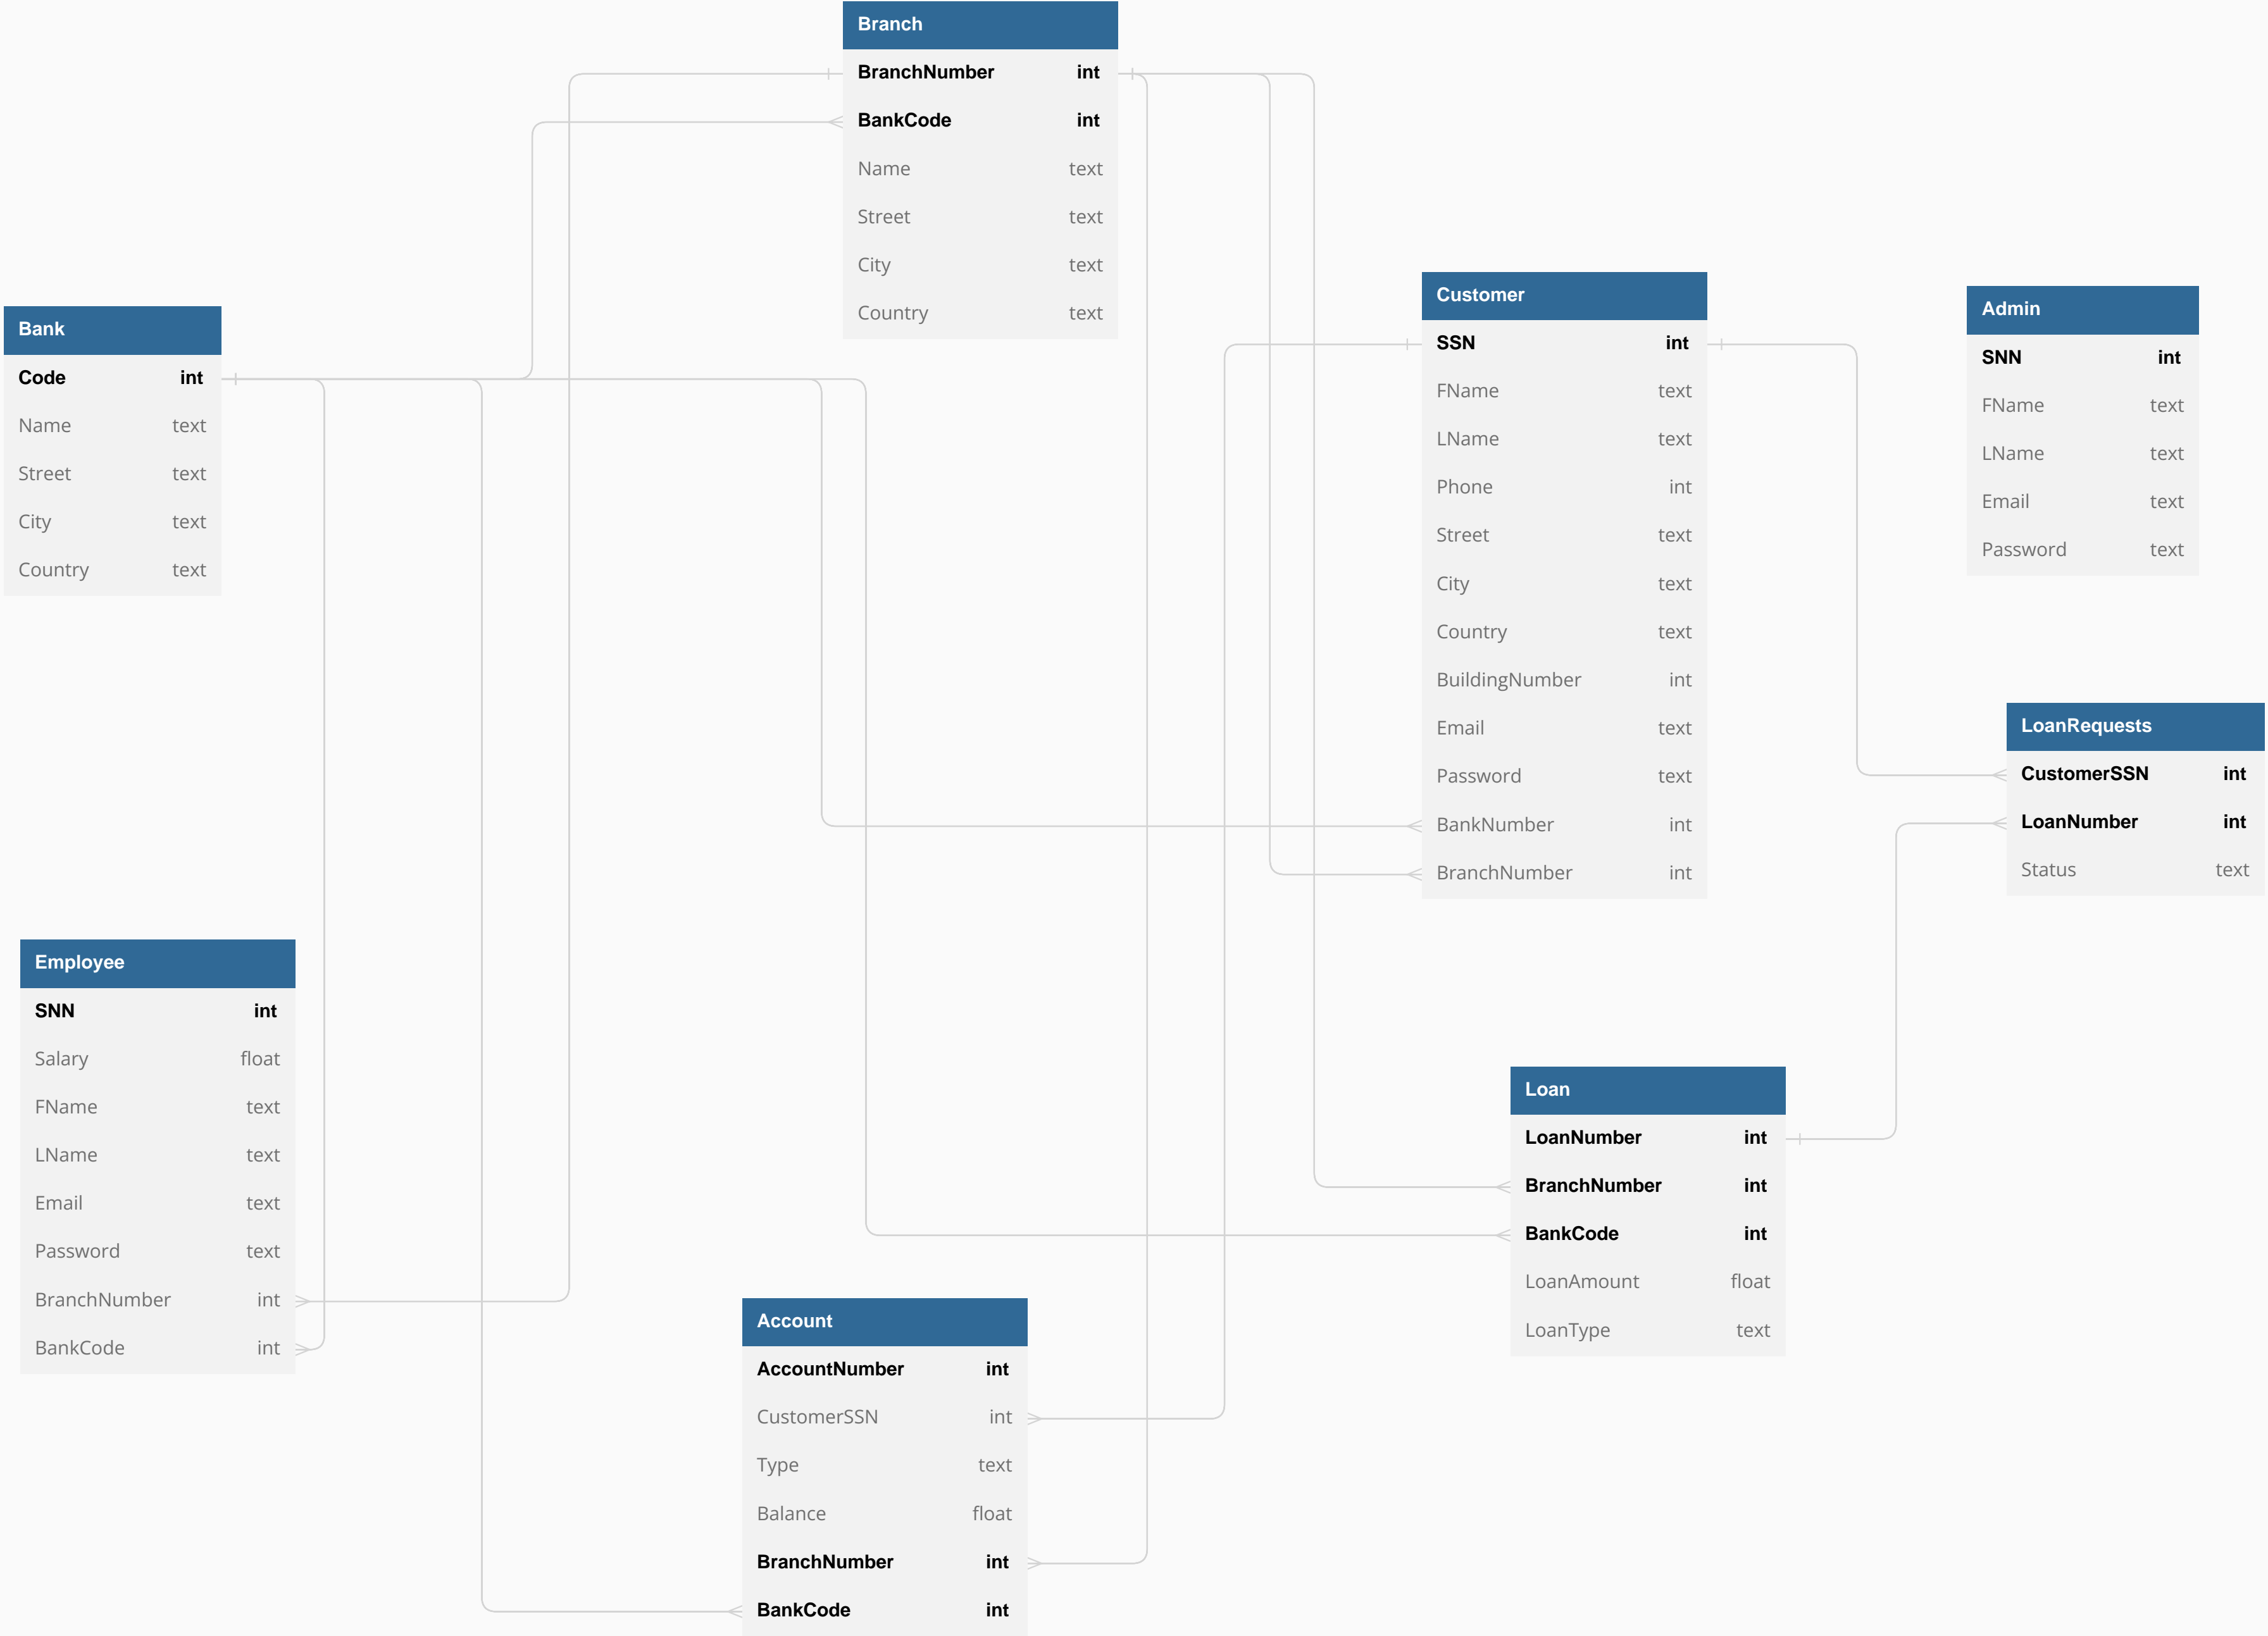 Branch
BranchNumber int
BankCode int
Name text
Street text
City text
Country text
Bank
Code int
Name text
Street text
City text
Country text
Customer
SSN int
FName text
LName text
Phone int
Street text
City text
Country text
BuildingNumber int
Email text
Password text
BankNumber int
BranchNumber int
Admin
SNN int
FName text
LName text
Email text
Password text
LoanRequests
CustomerSSN int
LoanNumber int
Status text
Employee
SNN int
Salary float
FName text
LName text
Email text
Password text
BranchNumber int
BankCode int
Loan
LoanNumber int
BranchNumber int
BankCode int
LoanAmount float
LoanType text
Account
AccountNumber int
CustomerSSN int
Type text
Balance float
BranchNumber int
BankCode int